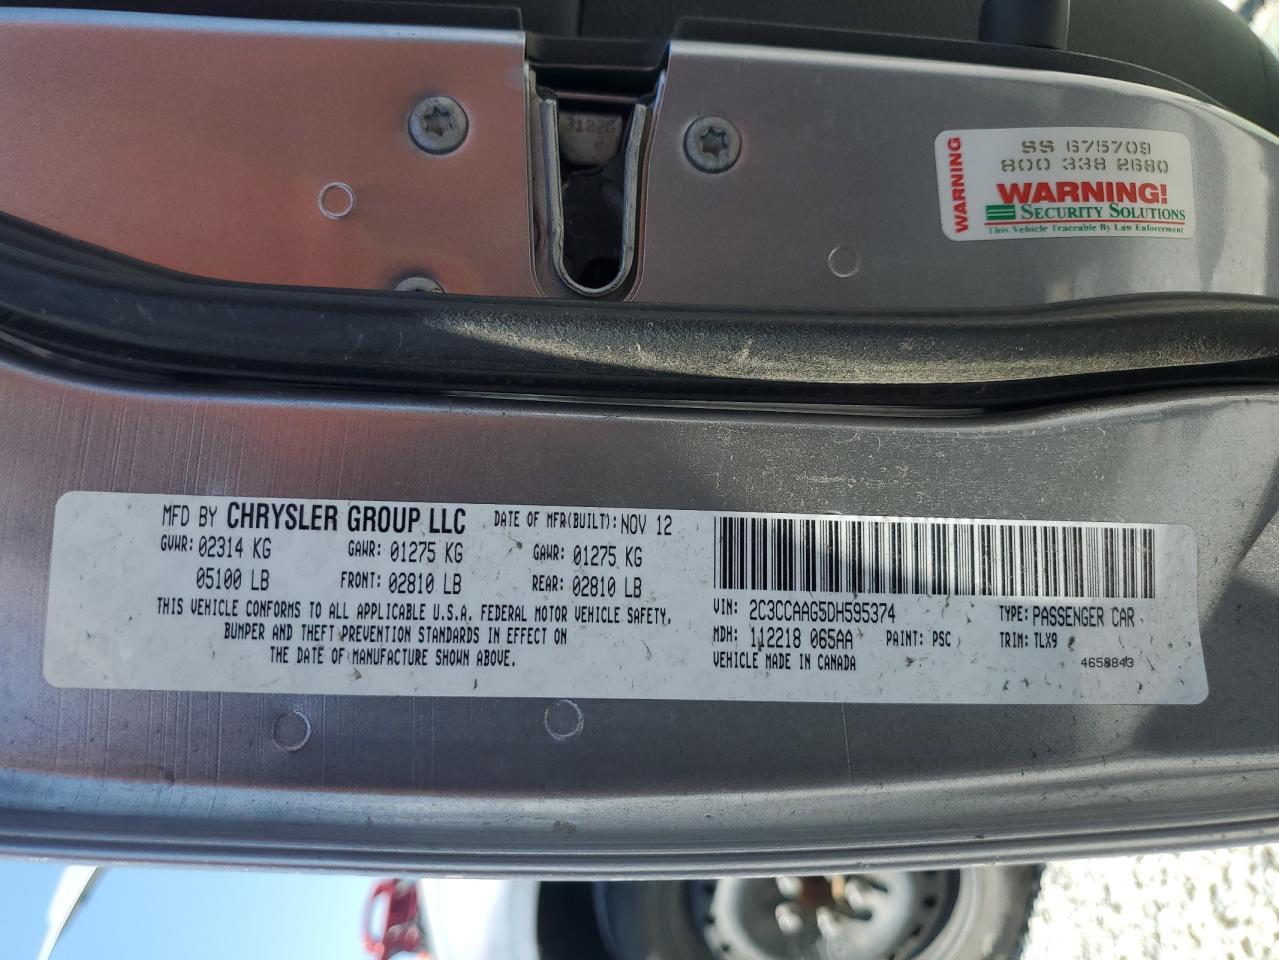 3122G
WARNING
SS 675709
800 338 2680
WARNING!
SECURITY SOLUTIONS
This Vehicle Traceable By Law Enforcement
MFD BY CHRYSLER GROUP LLC DATE OF MFR(BUILT): NOV 12
GVWR: 02314 KG GAWR: 01275 KG GAWR: 01275 KG
05100 LB FRONT: 02810 LB REAR: 02810 LB
THIS VEHICLE CONFORMS TO ALL APPLICABLE U.S.A. FEDERAL MOTOR VEHICLE SAFETY,
BUMPER AND THEFT PREVENTION STANDARDS IN EFFECT ON
THE DATE OF MANUFACTURE SHOWN ABOVE.
VIN: 2C3CCAAG5DH595374 TYPE: PASSENGER CAR
MDH: 112218 065AA PAINT: PSC TRIM: TLX9
VEHICLE MADE IN CANADA 4658843